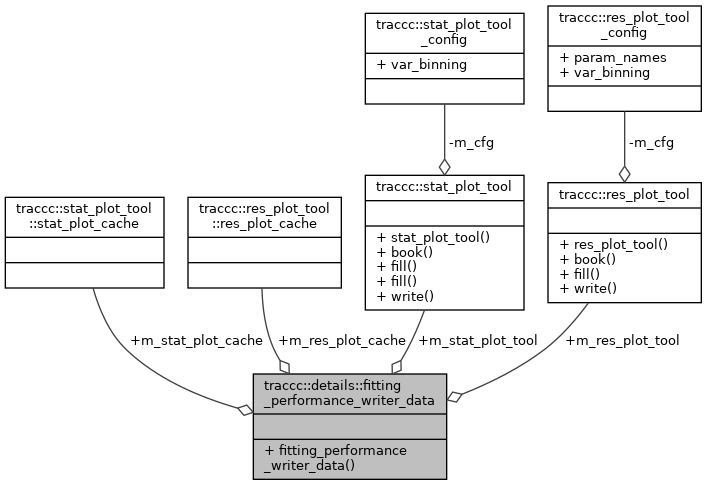 traccc::stat_plot_tool
_config
+ var_binning
traccc::res_plot_tool
_config
+ param_names
+ var_binning
-m_cfg
-m_cfg
traccc::stat_plot_tool
::stat_plot_cache
traccc::res_plot_tool
::res_plot_cache
traccc::stat_plot_tool
+ stat_plot_tool()
+ book()
+ fill()
+ fill()
+ write()
traccc::res_plot_tool
+ res_plot_tool()
+ book()
+ fill()
+ write()
+m_stat_plot_cache
+m_res_plot_cache
+m_stat_plot_tool
+m_res_plot_tool
traccc::details::fitting
_performance_writer_data
+ fitting_performance
_writer_data()